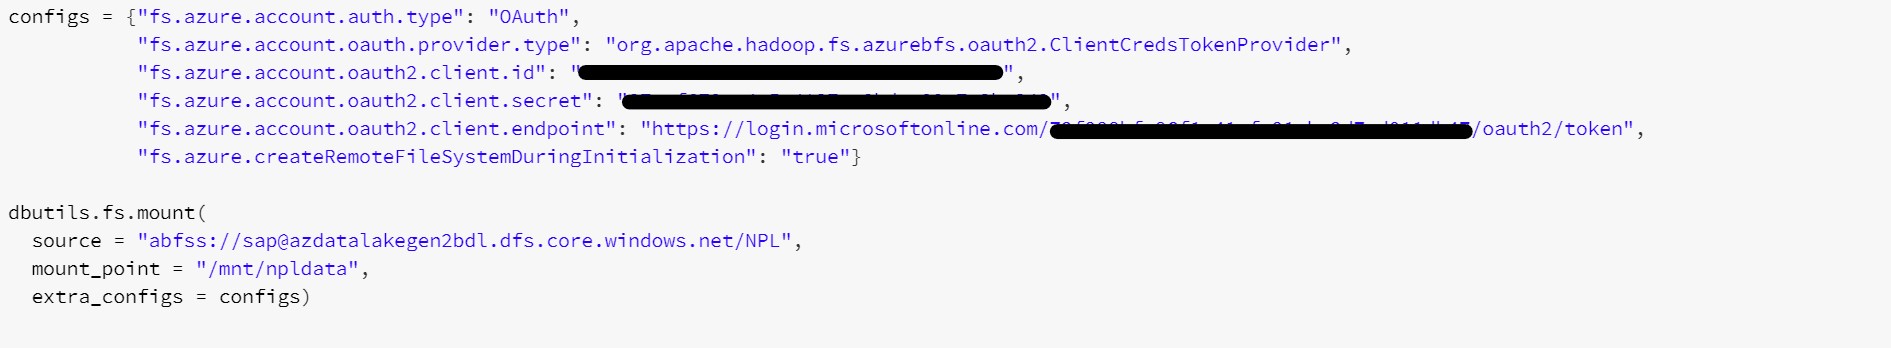 configs = {"fs.azure.account.auth.type": "OAuth",
"fs.azure.account.oauth.provider.type": "org.apache.hadoop.fs.azurebfs.oauth2.ClientCredsTokenProvider",
"fs.azure.account.oauth2.client.id": "",
"fs.azure.account.oauth2.client.secret": "",
"fs.azure.account.oauth2.client.endpoint": "https://login.microsoftonline.com//oauth2/token",
"fs.azure.createRemoteFileSystemDuringInitialization": "true"}
dbutils.fs.mount(
source = "abfss://sap@azdatalakegen2bdl.dfs.core.windows.net/NPL",
mount_point = "/mnt/npldata",
extra_configs = configs)